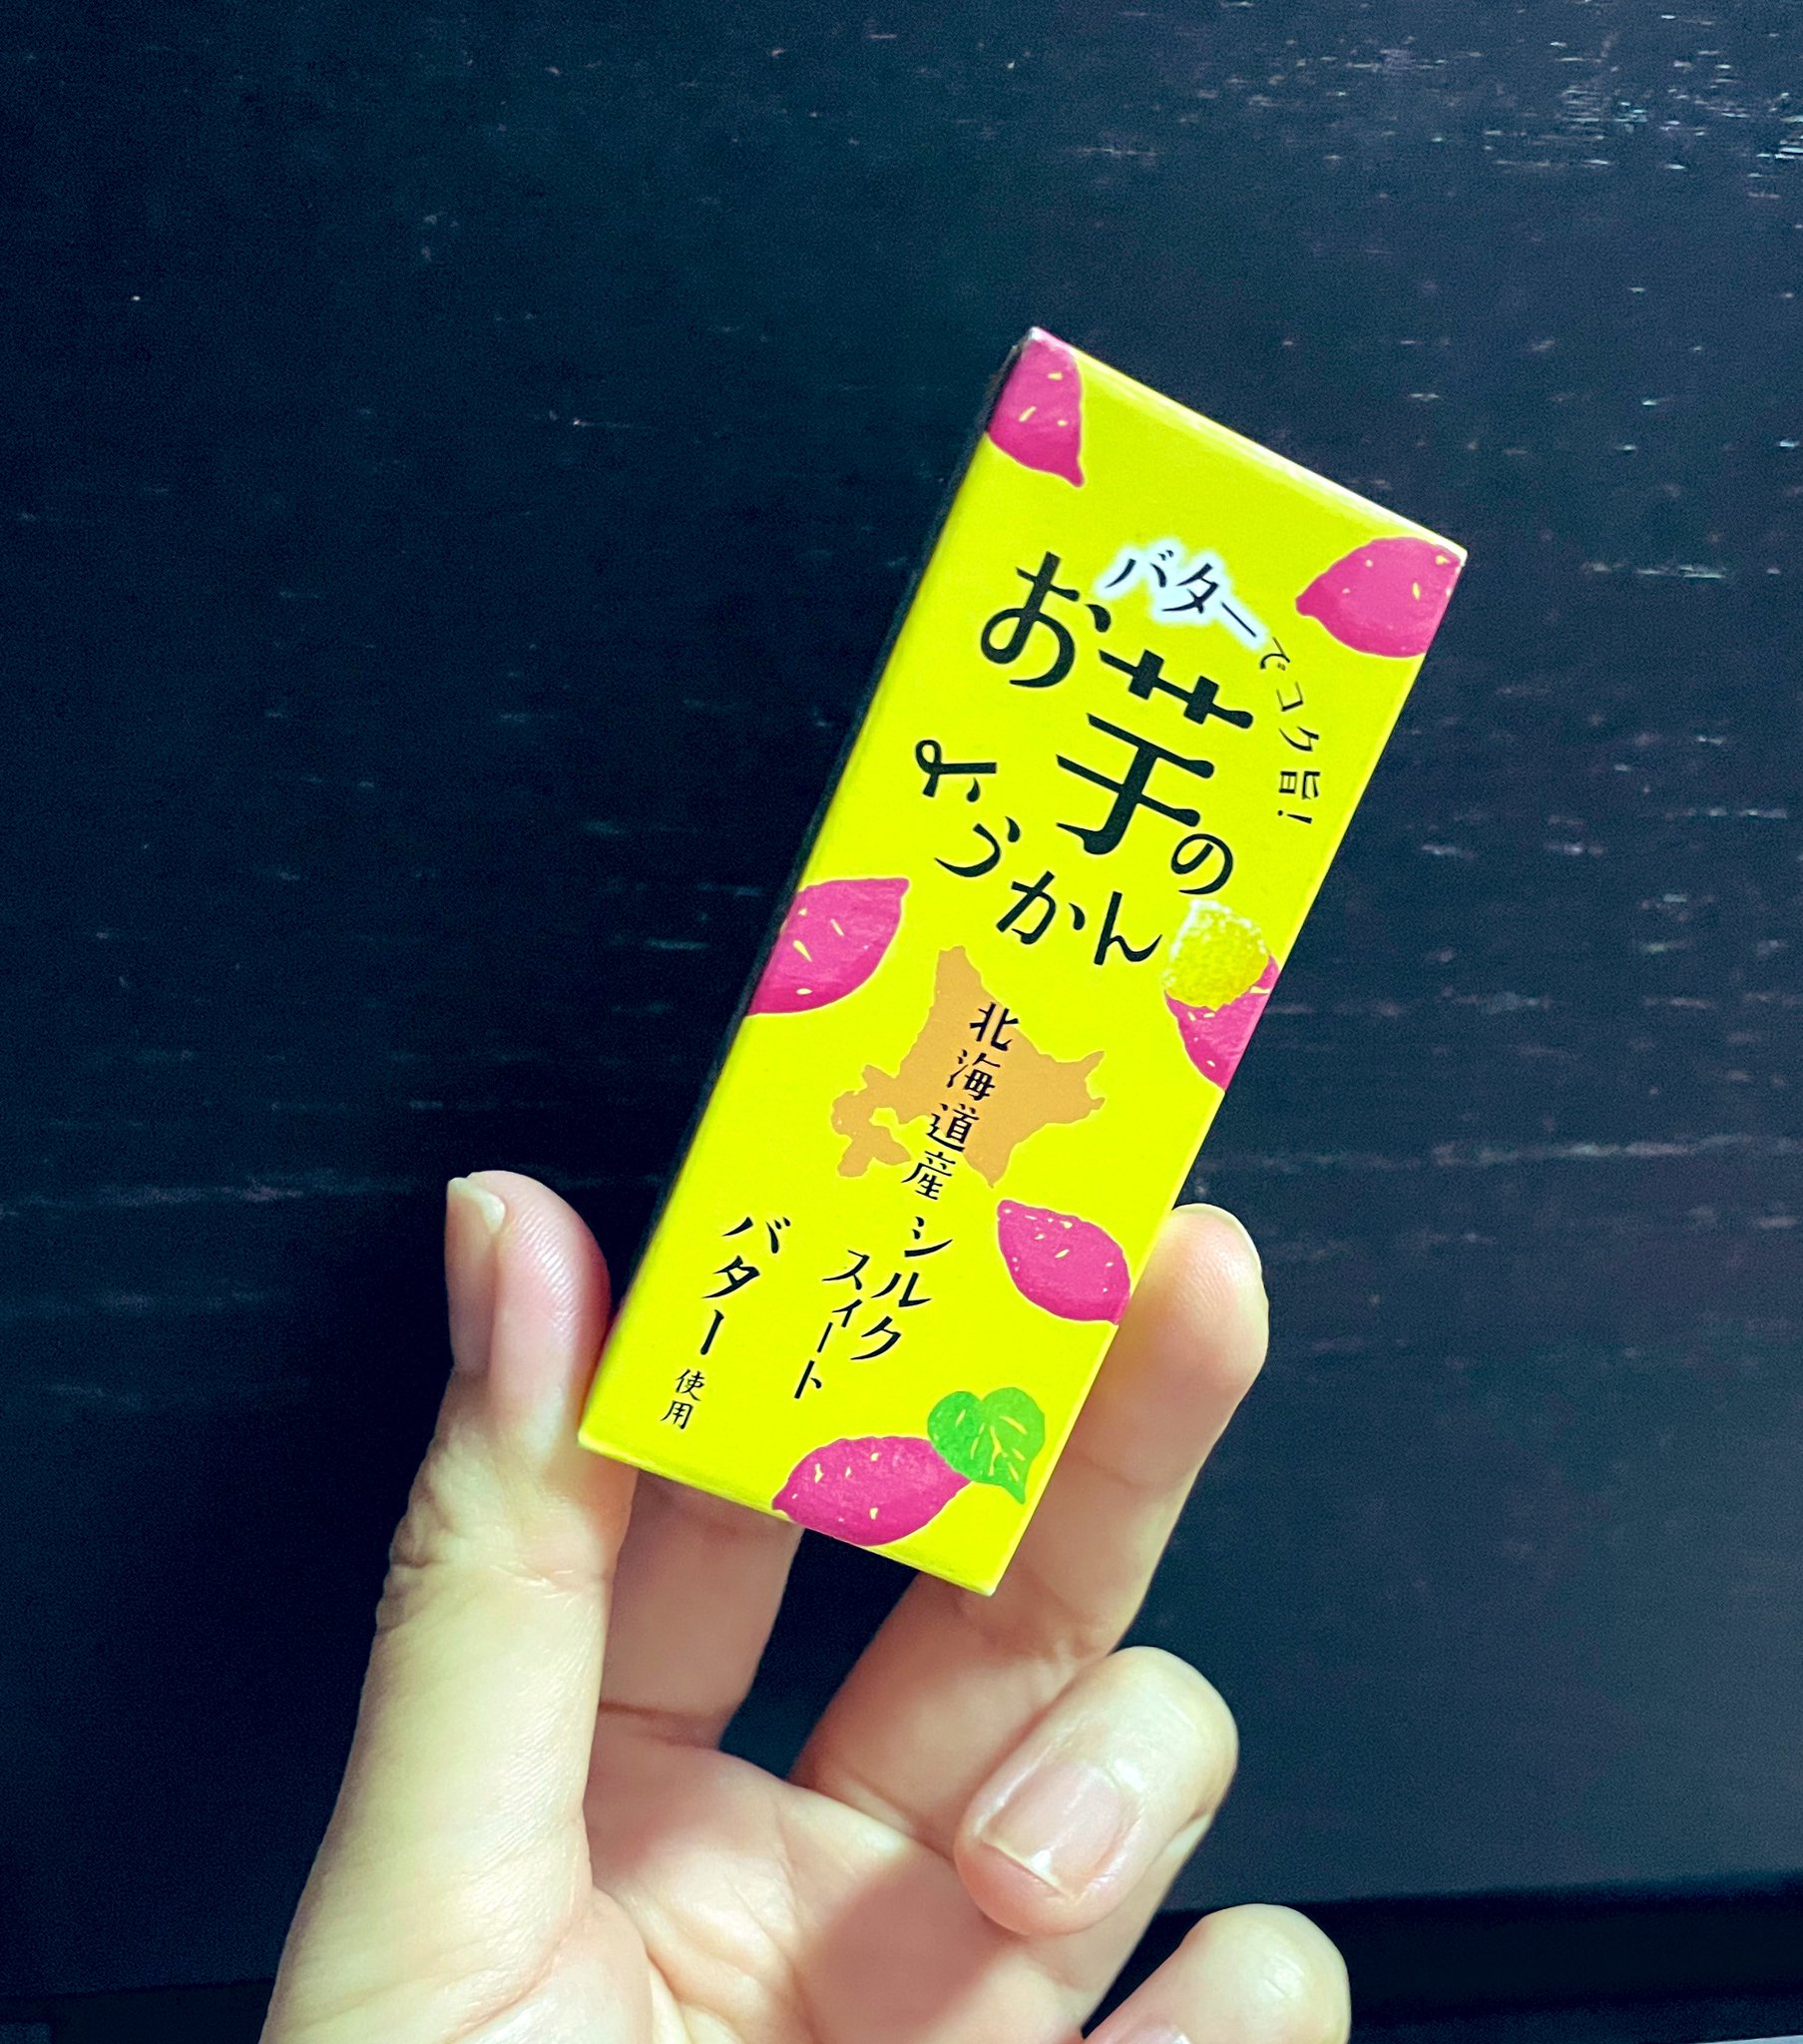 バターでコク旨!
お芋の
ようかん
北海道産シルク
スイート
バター使用